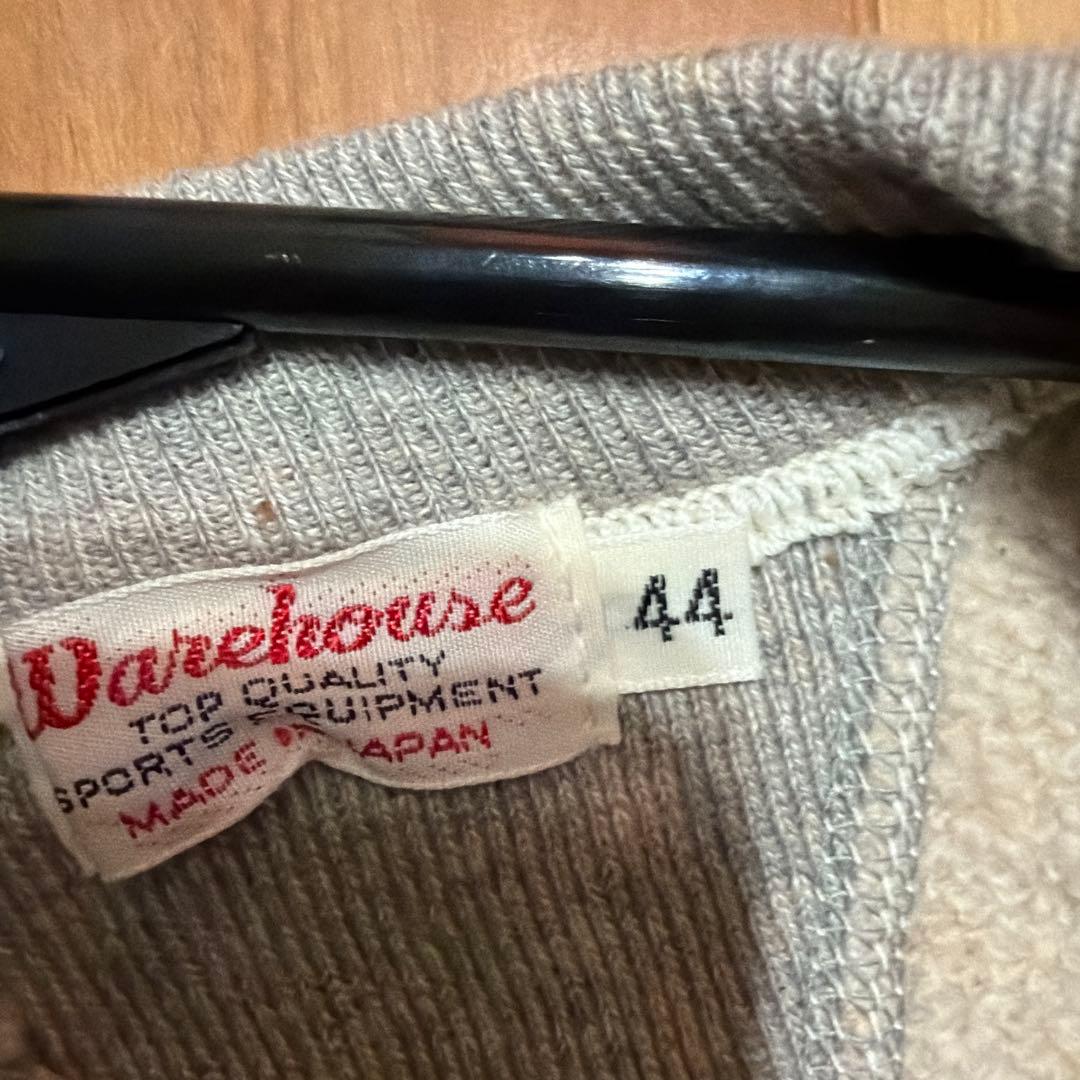 Warehouse
TOP QUALITY
SPORTS EQUIPMENT
MADE IN JAPAN
44